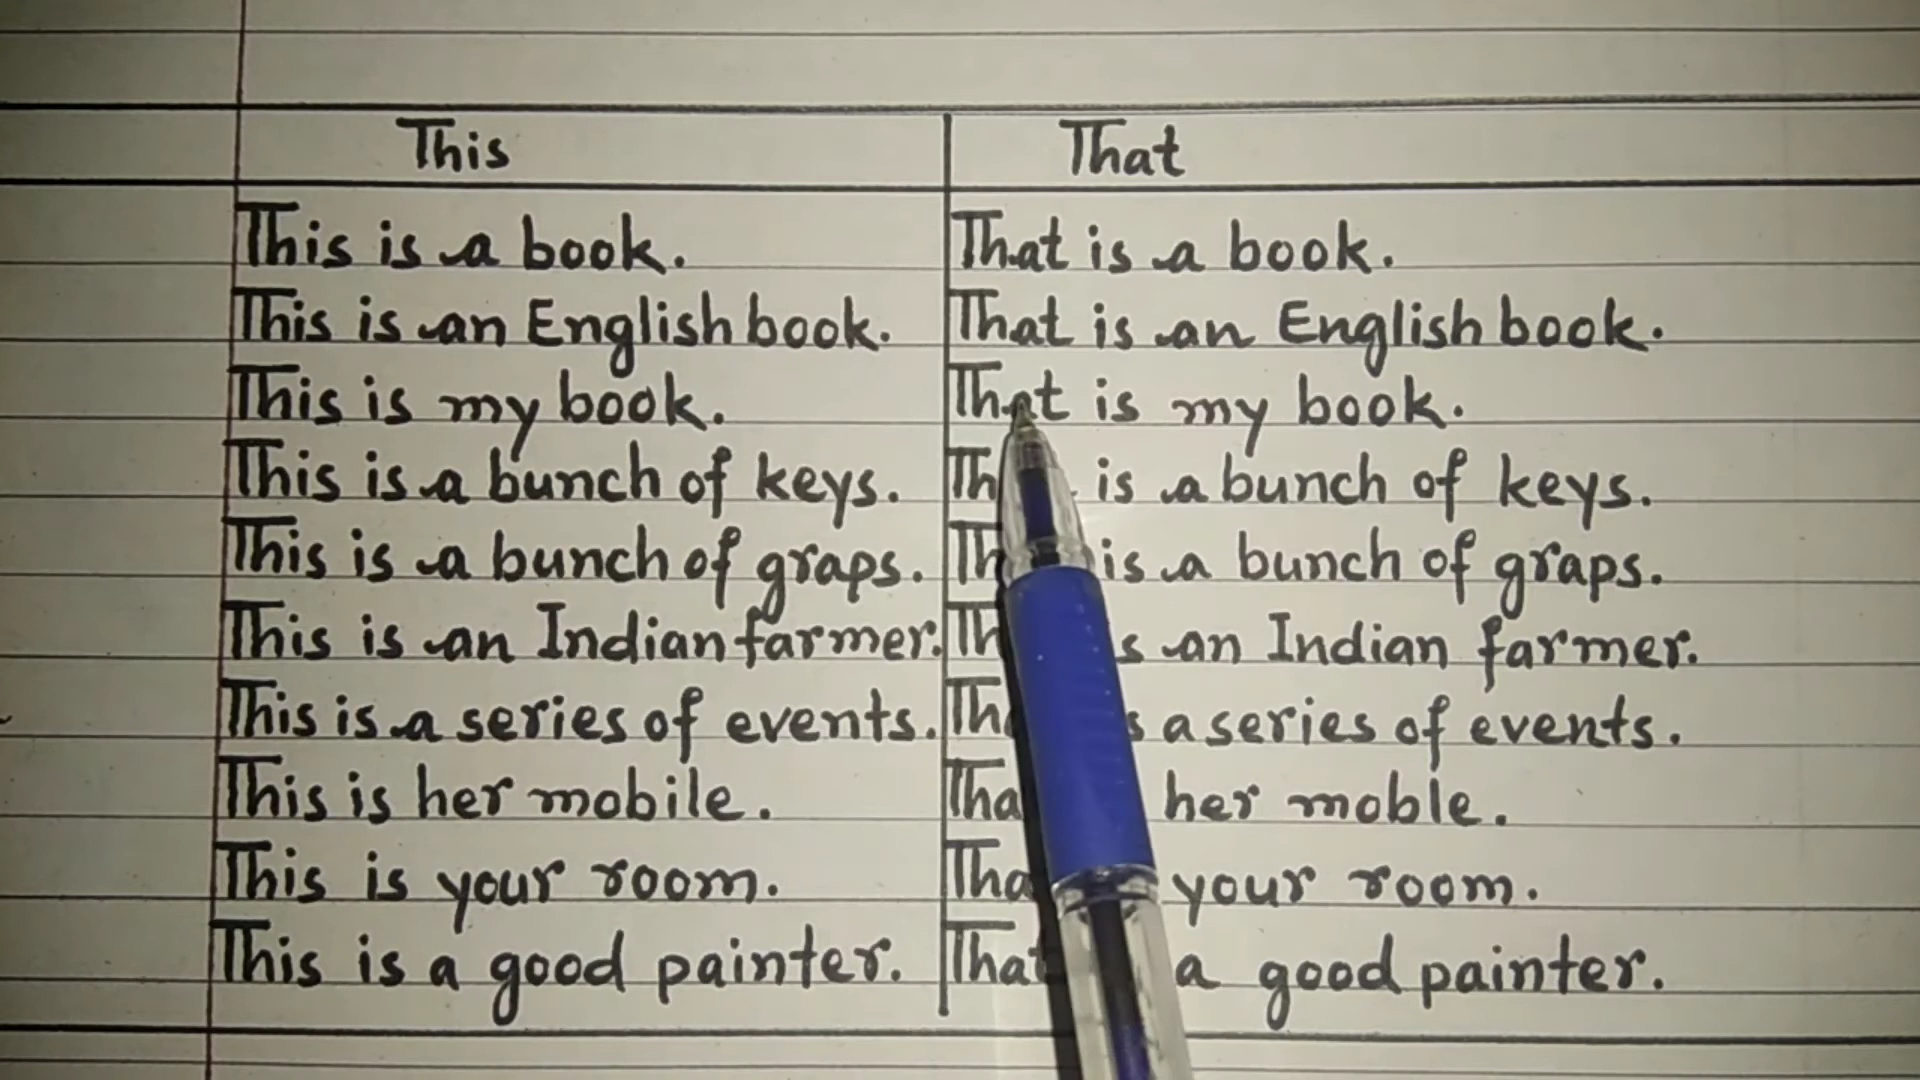 This That
This is a book. That is a book.
This is an English book. That is an English book.
This is my book. That is my book.
This is a bunch of keys. is a bunch of keys.
This is a bunch of graps. is a bunch of graps.
This is an Indian farmer. an Indian farmer.
This is a series of events. a series of events.
This is her mobile. her moble.
This is your room. your room.
This is a good painter. That a good painter.